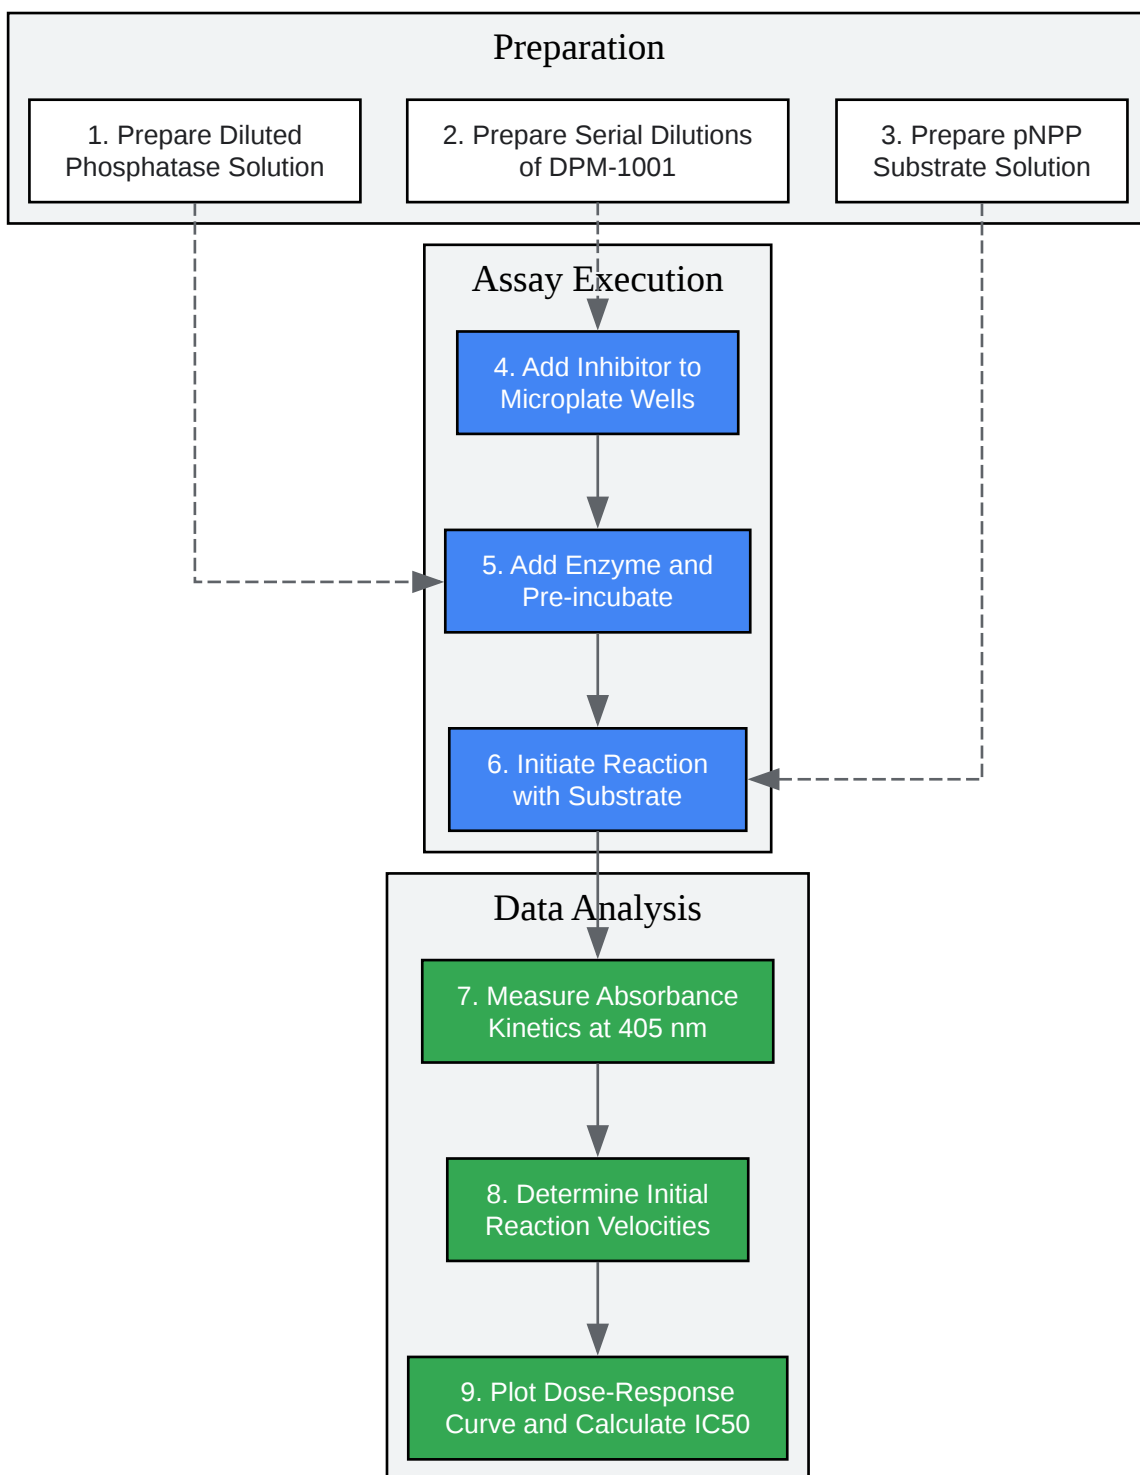 Preparation
1. Prepare Diluted
Phosphatase Solution
2. Prepare Serial Dilutions
of DPM-1001
3. Prepare pNPP
Substrate Solution
Assay Execution
4. Add Inhibitor to
Microplate Wells
5. Add Enzyme and
Pre-incubate
6. Initiate Reaction
with Substrate
Data Analysis
7. Measure Absorbance
Kinetics at 405 nm
8. Determine Initial
Reaction Velocities
9. Plot Dose-Response
Curve and Calculate IC50